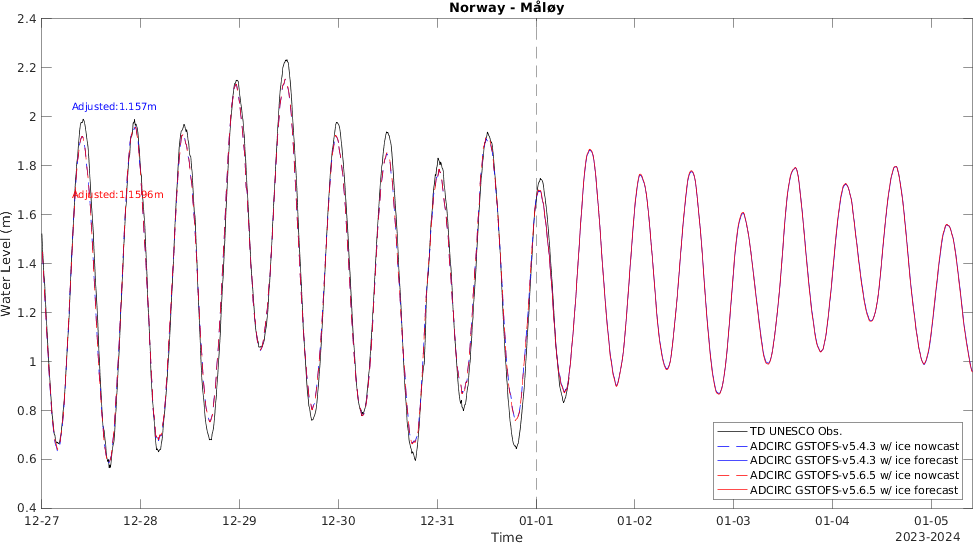 Norway - Måløy
2.4
2.2
2
1.8
1.6
1.4
1.2
1
0.8
0.6
0.4
Water Level (m)
Adjusted:1.157m
Adjusted:1.1596m
TD UNESCO Obs.
ADCIRC GSTOFS-v5.4.3 w/ ice nowcast
ADCIRC GSTOFS-v5.4.3 w/ ice forecast
ADCIRC GSTOFS-v5.6.5 w/ ice nowcast
ADCIRC GSTOFS-v5.6.5 w/ ice forecast
12-27 12-28 12-29 12-30 12-31 01-01 01-02 01-03 01-04 01-05
Time
2023-2024